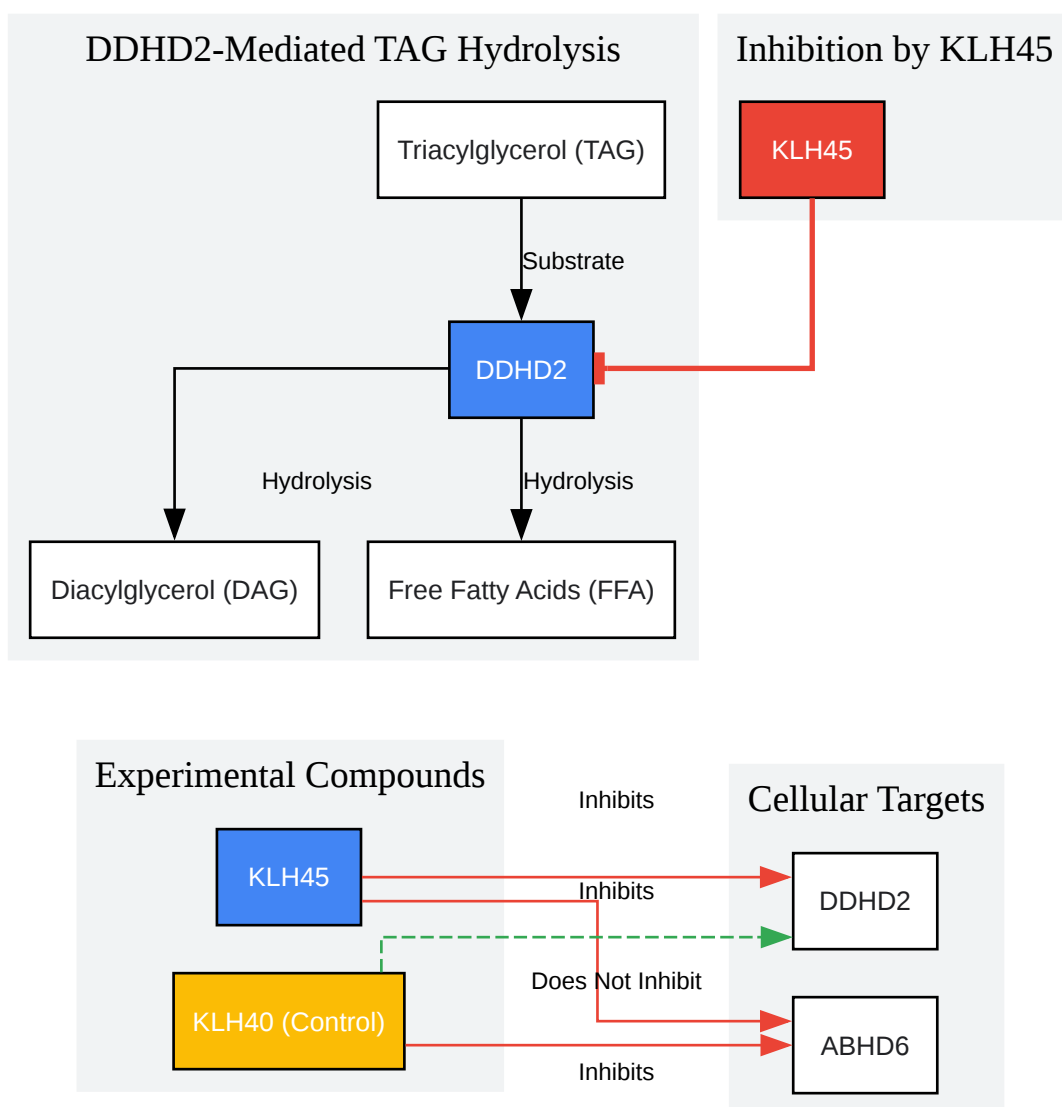 DDHD2-Mediated TAG Hydrolysis
Inhibition by KLH45
Triacylglycerol (TAG)
KLH45
Substrate
DDHD2
Hydrolysis
Hydrolysis
Diacylglycerol (DAG)
Free Fatty Acids (FFA)
Experimental Compounds
Cellular Targets
Inhibits
KLH45
Inhibits
DDHD2
Does Not Inhibit
KLH40 (Control)
ABHD6
Inhibits